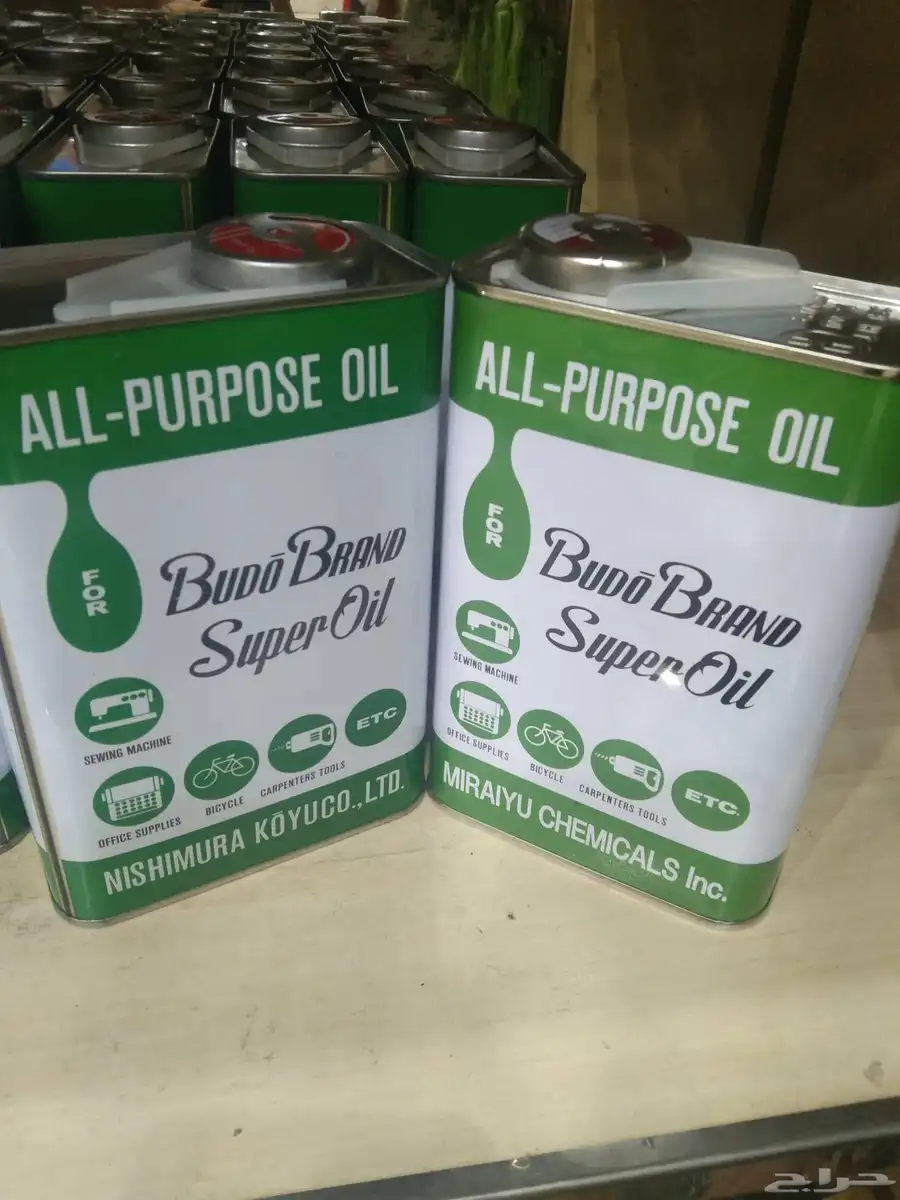 ALL-PURPOSE OIL
FOR
BUDŌ BRAND
Super Oil
SEWING MACHINE
OFFICE SUPPLIES
BICYCLE
CARPENTERS TOOLS
ETC
NISHIMURA KŌYU CO., LTD.
ALL-PURPOSE OIL
FOR
BUDŌ BRAND
Super Oil
SEWING MACHINE
OFFICE SUPPLIES
BICYCLE
CARPENTERS TOOLS
ETC.
MIRAIYU CHEMICALS Inc.
حراج